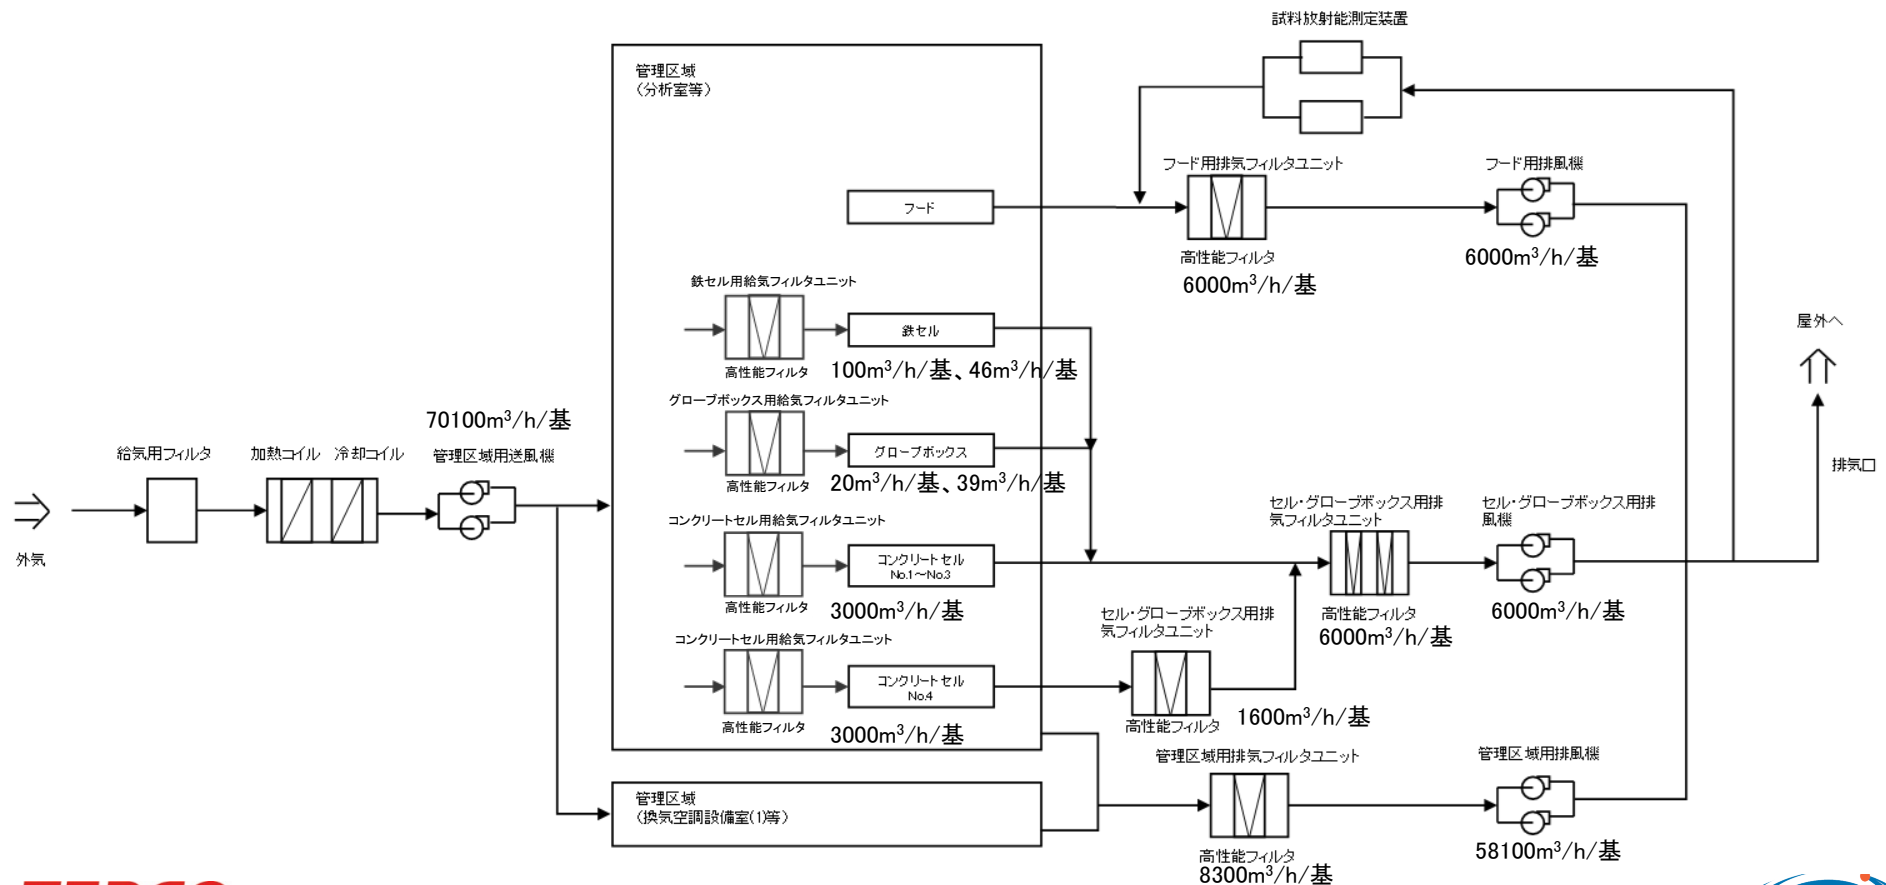 試料放射能測定装置
管理区域
（分析室等）
フード用排気フィルタユニット
フード用排風機
フード
高性能フィルタ
6000m³/h/基
6000m³/h/基
鉄セル用給気フィルタユニット
鉄セル
高性能フィルタ
100m³/h/基、46m³/h/基
屋外へ
グローブボックス用給気フィルタユニット
グローブボックス
高性能フィルタ
20m³/h/基、39m³/h/基
70100m³/h/基
給気用フィルタ
加熱コイル 冷却コイル
管理区域用送風機
外気
排気口
コンクリートセル用給気フィルタユニット
コンクリートセル
No.1～No.3
高性能フィルタ
3000m³/h/基
セル・グローブボックス用排
気フィルタユニット
高性能フィルタ
6000m³/h/基
セル・グローブボックス用排
風機
6000m³/h/基
コンクリートセル用給気フィルタユニット
コンクリートセル
No.4
高性能フィルタ
3000m³/h/基
セル・グローブボックス用排
気フィルタユニット
高性能フィルタ
1600m³/h/基
管理区域用排気フィルタユニット
管理区域用排風機
管理区域
（換気空調設備室(1)等）
高性能フィルタ
8300m³/h/基
58100m³/h/基